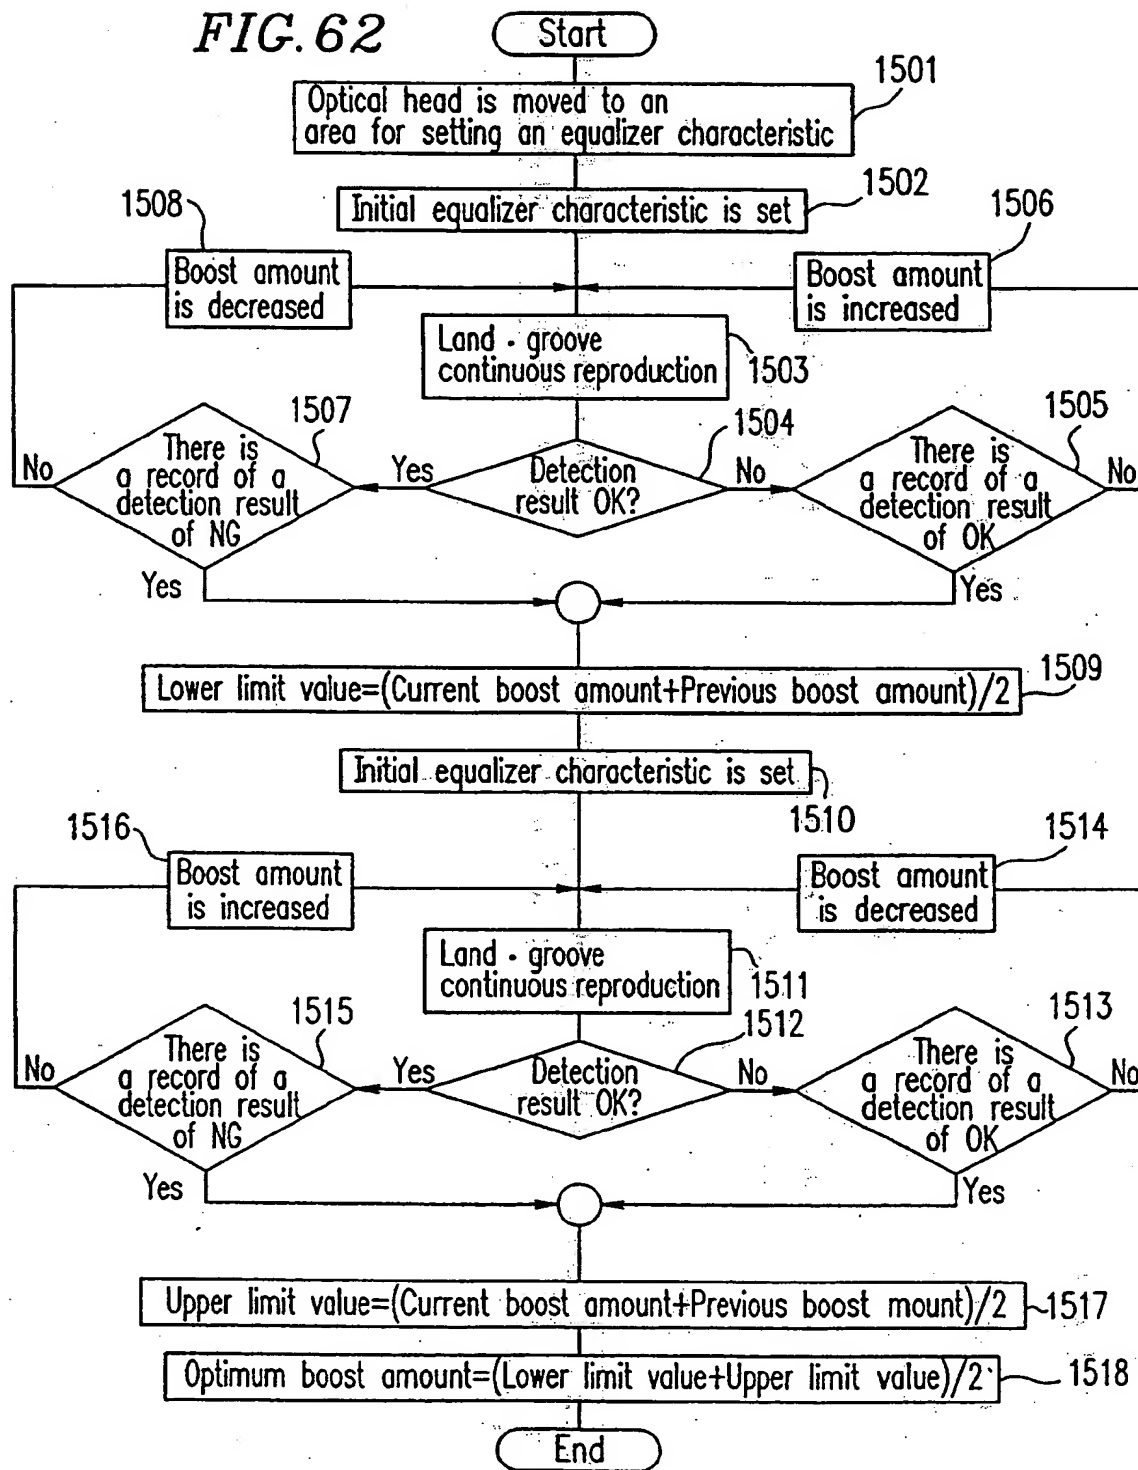 FIG. 62
Start
1501
Optical head is moved to an
area for setting an equalizer characteristic
1502
Initial equalizer characteristic is set
1508
1506
Boost amount
is decreased
Boost amount
is increased
Land · groove
continuous reproduction
1503
1507
1504
1505
There is
a record of a
detection result
of NG
No
Yes
Detection
result OK?
No
There is
a record of a
detection result
of OK
No
Yes
Yes
1509
Lower limit value=(Current boost amount+Previous boost amount)/2
Initial equalizer characteristic is set
1510
1516
1514
Boost amount
is increased
Boost amount
is decreased
Land · groove
continuous reproduction
1511
1515
1512
1513
There is
a record of a
detection result
of NG
No
Yes
Detection
result OK?
No
There is
a record of a
detection result
of OK
No
Yes
Yes
Upper limit value=(Current boost amount+Previous boost mount)/2
1517
Optimum boost amount=(Lower limit value+Upper limit value)/2
1518
End